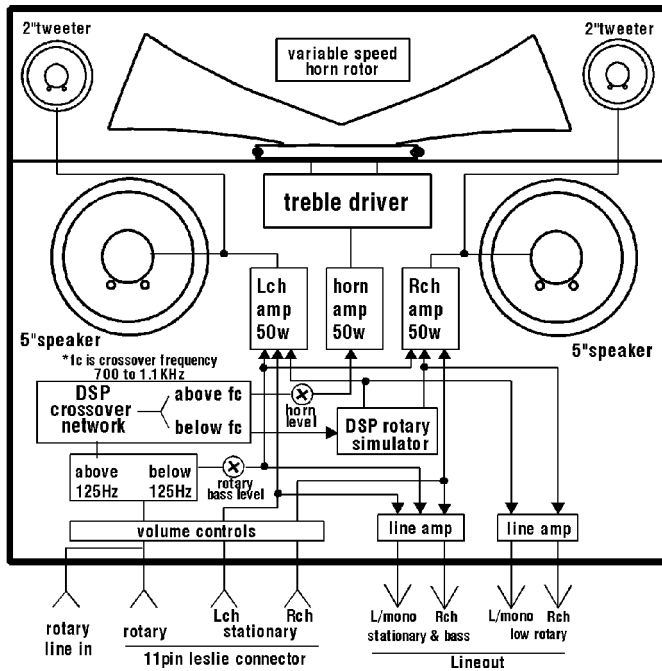 2"tweeter
2"tweeter
variable speed
horn rotor
treble driver
Lch
amp
50w
horn
amp
50w
Rch
amp
50w
5"speaker
5"speaker
*fc is crossover frequency
700 to 1.1KHz
DSP
crossover
network
above fc
below fc
horn
level
DSP rotary
simulator
above
125Hz
below
125Hz
rotary
bass level
volume controls
line amp
line amp
rotary
line in
rotary
Lch
Rch
stationary
11pin leslie connector
L/mono
Rch
stationary & bass
L/mono
Rch
low rotary
Lineout